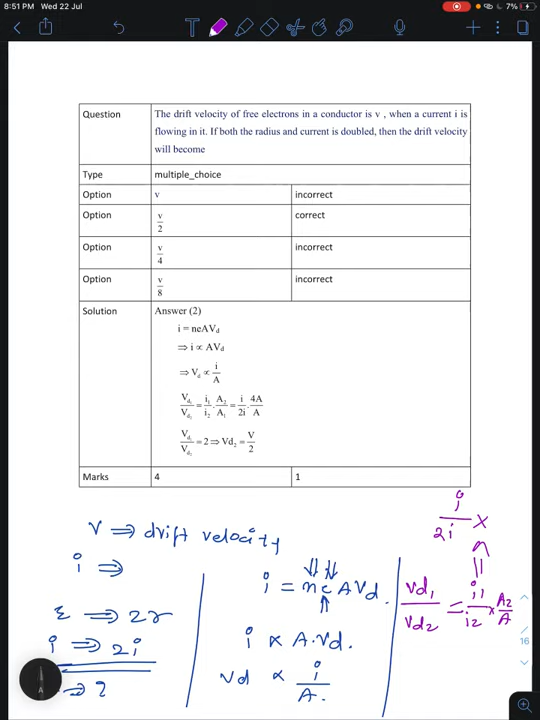 8:51 PM Wed 22 Jul
7%
Question The drift velocity of free electrons in a conductor is v , when a current i is
flowing in it. If both the radius and current is doubled, then the drift velocity
will become
Type multiple_choice
Option v incorrect
Option v/2 correct
Option v/4 incorrect
Option v/8 incorrect
Solution Answer (2)
i = neAV_d
⇒ i ∝ AV_d
⇒ V_d ∝ i/A
V_d₁/V_d₂ = i₁/i₂ . A₂/A₁ = i/2i . 4A/A
V_d₁/V_d₂ = 2 ⇒ Vd₂ = V/2
Marks 4 1
v ⇒ drift velocity
i ⇒
⇒ 2r
i ⇒ 2i
⇒ ?
i = neAVd.
i ∝ A.Vd.
Vd ∝ i/A.
i/2i ×
Vd1/Vd2 = i1/i2 × A2/A
16